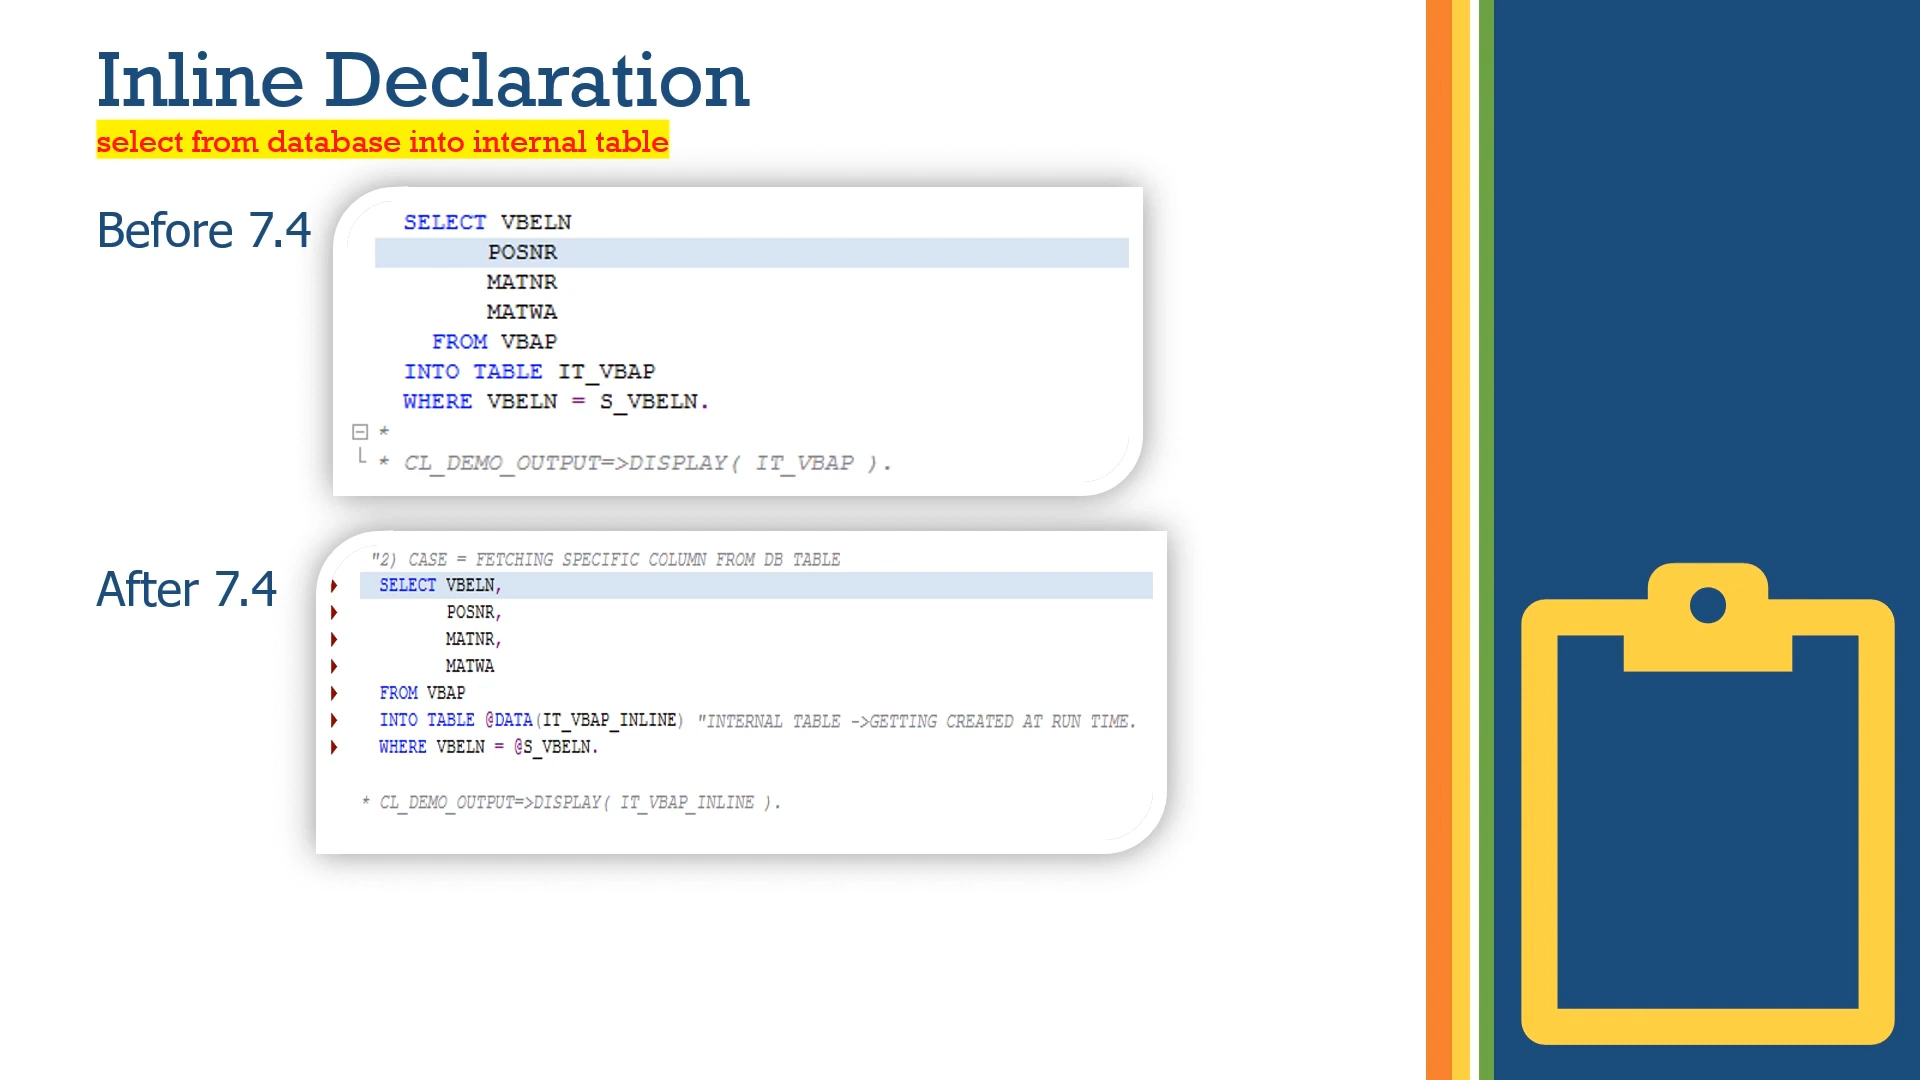 Inline Declaration
select from database into internal table
Before 7.4
SELECT VBELN
POSNR
MATNR
MATWA
FROM VBAP
INTO TABLE IT_VBAP
WHERE VBELN = S_VBELN.
*
* CL_DEMO_OUTPUT=>DISPLAY( IT_VBAP ).
After 7.4
"2) CASE = FETCHING SPECIFIC COLUMN FROM DB TABLE
SELECT VBELN,
POSNR,
MATNR,
MATWA
FROM VBAP
INTO TABLE @DATA(IT_VBAP_INLINE) "INTERNAL TABLE ->GETTING CREATED AT RUN TIME.
WHERE VBELN = @S_VBELN.
* CL_DEMO_OUTPUT=>DISPLAY( IT_VBAP_INLINE ).